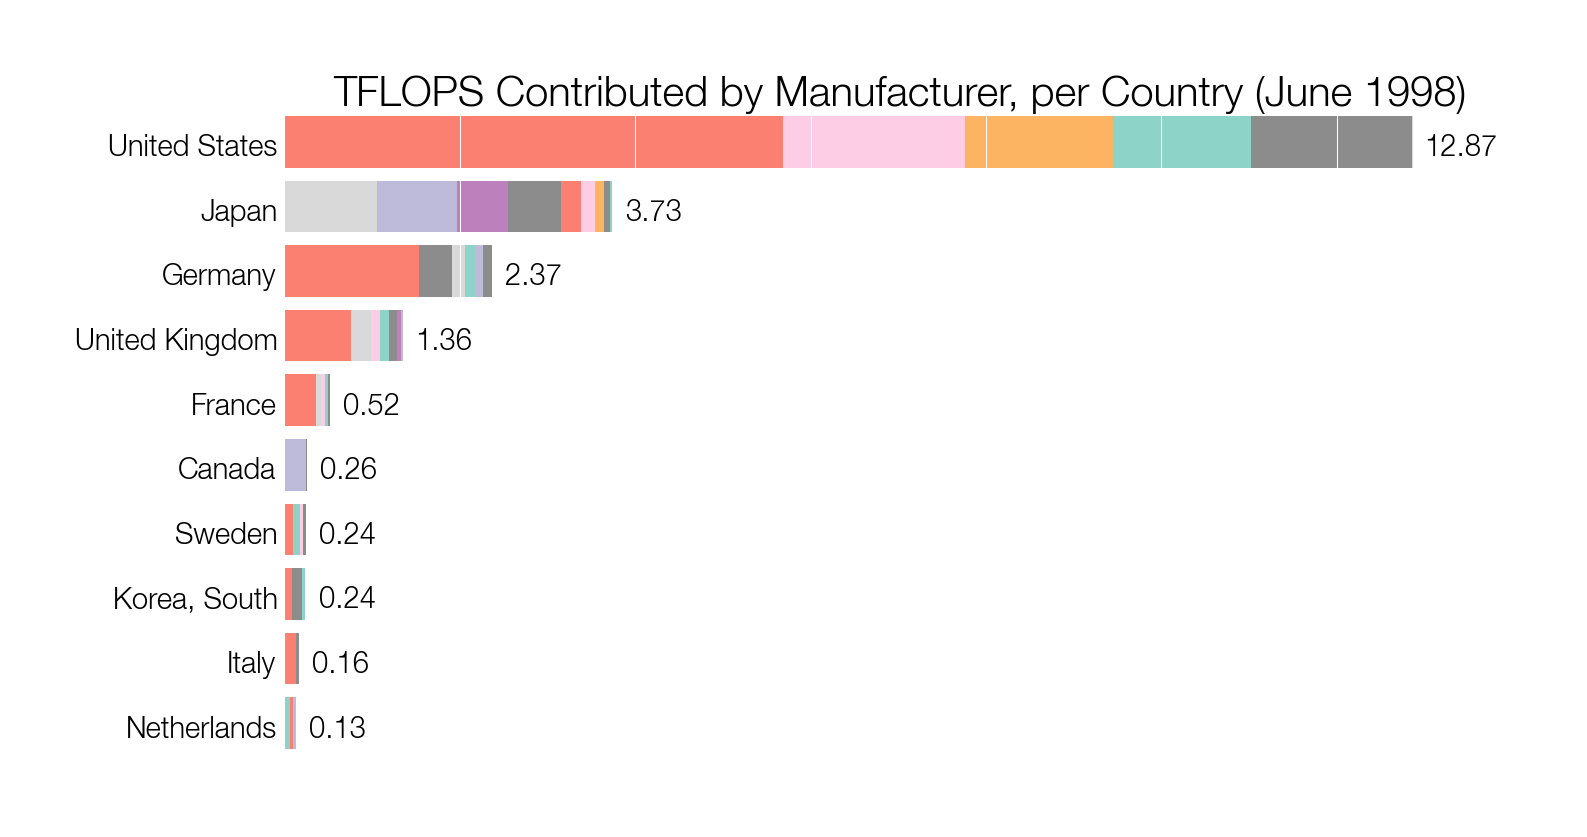 TFLOPS Contributed by Manufacturer, per Country (June 1998)
United States 12.87
Japan 3.73
Germany 2.37
United Kingdom 1.36
France 0.52
Canada 0.26
Sweden 0.24
Korea, South 0.24
Italy 0.16
Netherlands 0.13